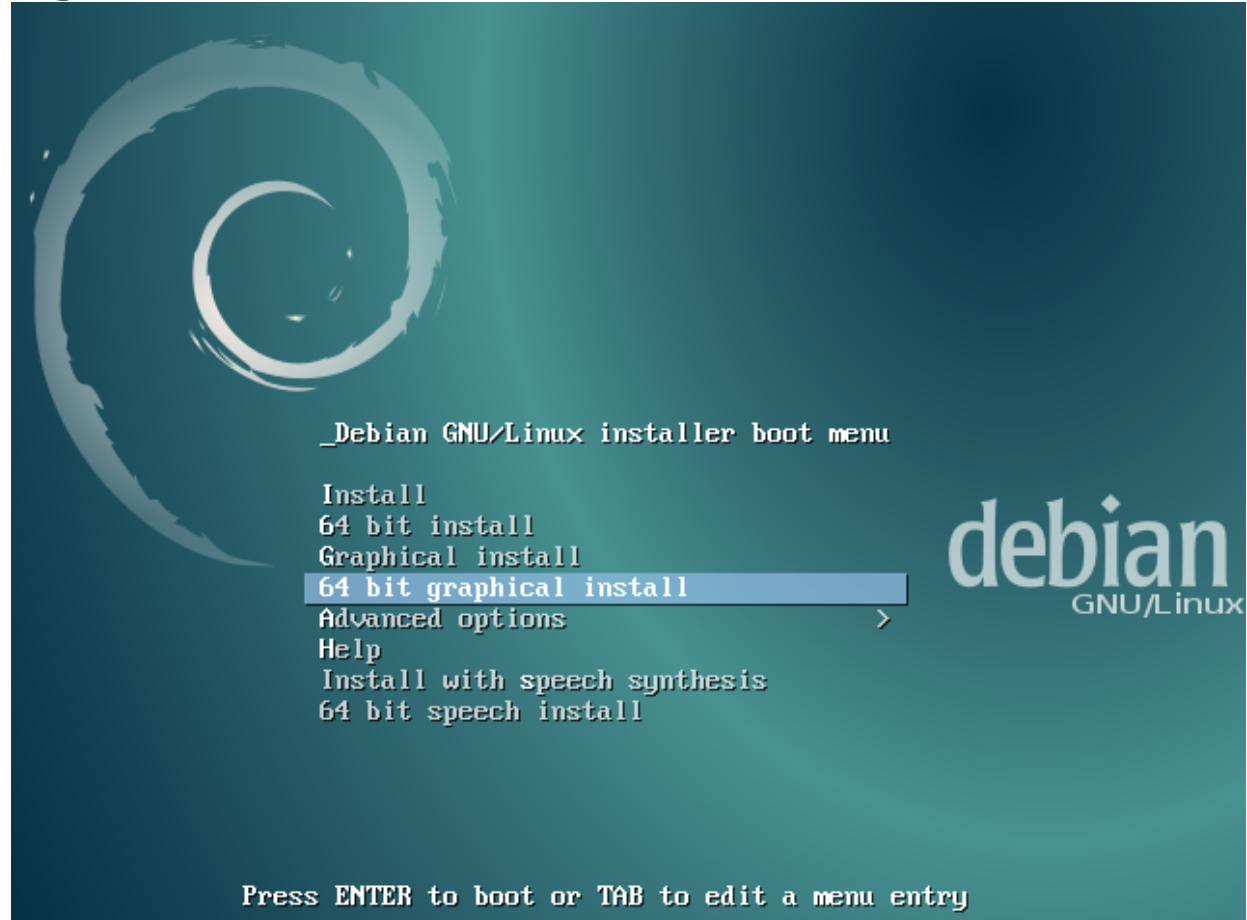 _Debian GNU/Linux installer boot menu
Install
64 bit install
Graphical install
64 bit graphical install
Advanced options >
Help
Install with speech synthesis
64 bit speech install
debian
GNU/Linux
Press ENTER to boot or TAB to edit a menu entry